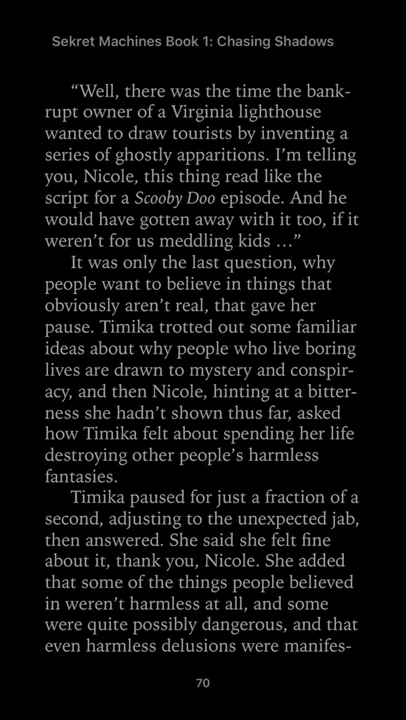 Sekret Machines Book 1: Chasing Shadows
“Well, there was the time the bank-
rupt owner of a Virginia lighthouse
wanted to draw tourists by inventing a
series of ghostly apparitions. I’m telling
you, Nicole, this thing read like the
script for a Scooby Doo episode. And he
would have gotten away with it too, if it
weren’t for us meddling kids …”
It was only the last question, why
people want to believe in things that
obviously aren’t real, that gave her
pause. Timika trotted out some familiar
ideas about why people who live boring
lives are drawn to mystery and conspir-
acy, and then Nicole, hinting at a bitter-
ness she hadn’t shown thus far, asked
how Timika felt about spending her life
destroying other people’s harmless
fantasies.
Timika paused for just a fraction of a
second, adjusting to the unexpected jab,
then answered. She said she felt fine
about it, thank you, Nicole. She added
that some of the things people believed
in weren’t harmless at all, and some
were quite possibly dangerous, and that
even harmless delusions were manifes-
70